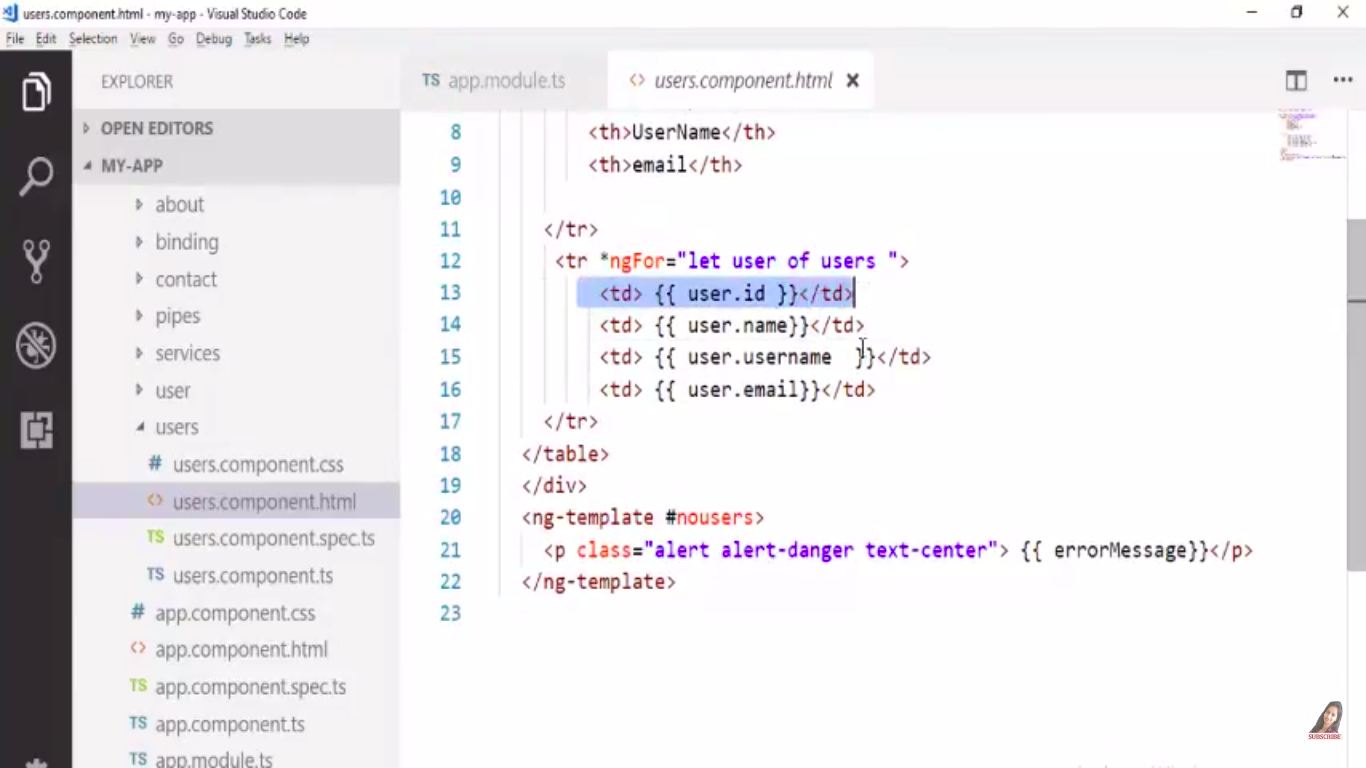 users.component.html - my-app - Visual Studio Code
File Edit Selection View Go Debug Tasks Help
EXPLORER
OPEN EDITORS
MY-APP
about
binding
contact
pipes
services
user
users
# users.component.css
<> users.component.html
TS users.component.spec.ts
TS users.component.ts
# app.component.css
<> app.component.html
TS app.component.spec.ts
TS app.component.ts
TS app.module.ts
TS app.module.ts <> users.component.html
8 <th>UserName</th>
9 <th>email</th>
10
11 </tr>
12 <tr *ngFor="let user of users ">
13 <td> {{ user.id }}</td>
14 <td> {{ user.name}}</td>
15 <td> {{ user.username }}</td>
16 <td> {{ user.email}}</td>
17 </tr>
18 </table>
19 </div>
20 <ng-template #nousers>
21 <p class="alert alert-danger text-center"> {{ errorMessage}}</p>
22 </ng-template>
23
SUBSCRIBE